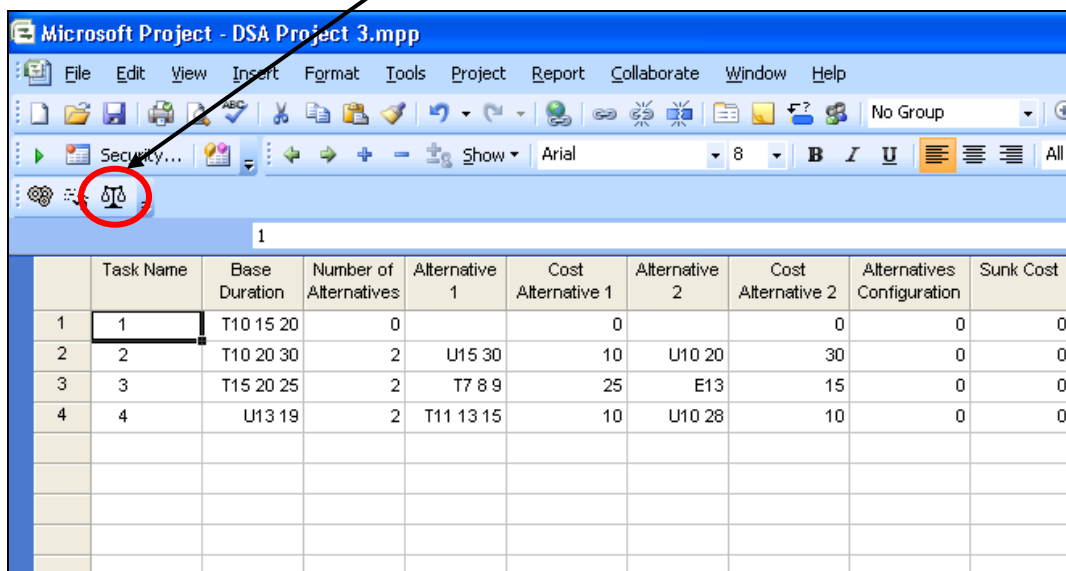 Microsoft Project - DSA Project 3.mpp
File Edit View Insert Format Tools Project Report Collaborate Window Help
ABC No Group
Security... Show Arial 8 B I U All
1
Task Name Base Duration Number of Alternatives Alternative 1 Cost Alternative 1 Alternative 2 Cost Alternative 2 Alternatives Configuration Sunk Cost
1 1 T10 15 20 0 0 0 0 0
2 2 T10 20 30 2 U15 30 10 U10 20 30 0 0
3 3 T15 20 25 2 T7 8 9 25 E13 15 0 0
4 4 U13 19 2 T11 13 15 10 U10 28 10 0 0